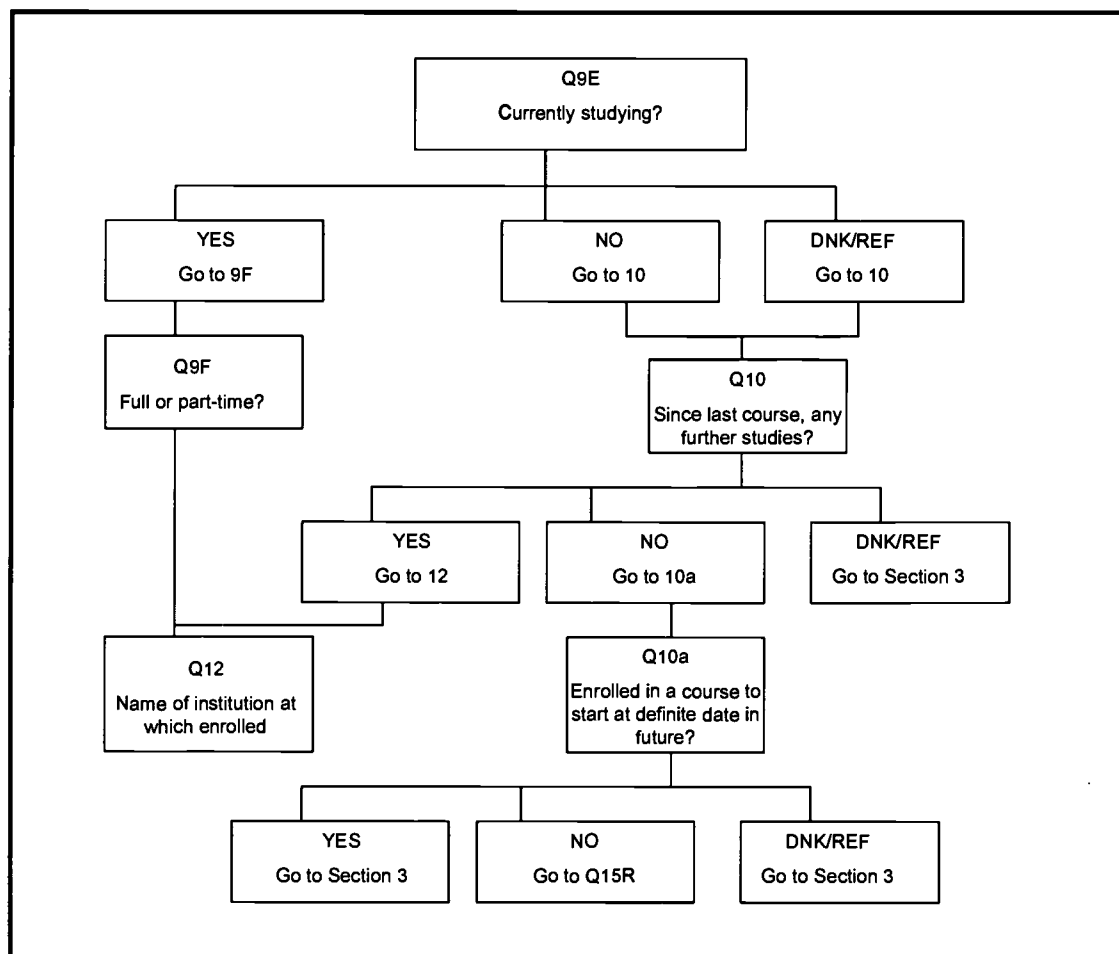 Q9E
Currently studying?
YES
Go to 9F
NO
Go to 10
DNK/REF
Go to 10
Q9F
Full or part-time?
Q10
Since last course, any
further studies?
YES
Go to 12
NO
Go to 10a
DNK/REF
Go to Section 3
Q12
Name of institution at
which enrolled
Q10a
Enrolled in a course to
start at definite date in
future?
YES
Go to Section 3
NO
Go to Q15R
DNK/REF
Go to Section 3